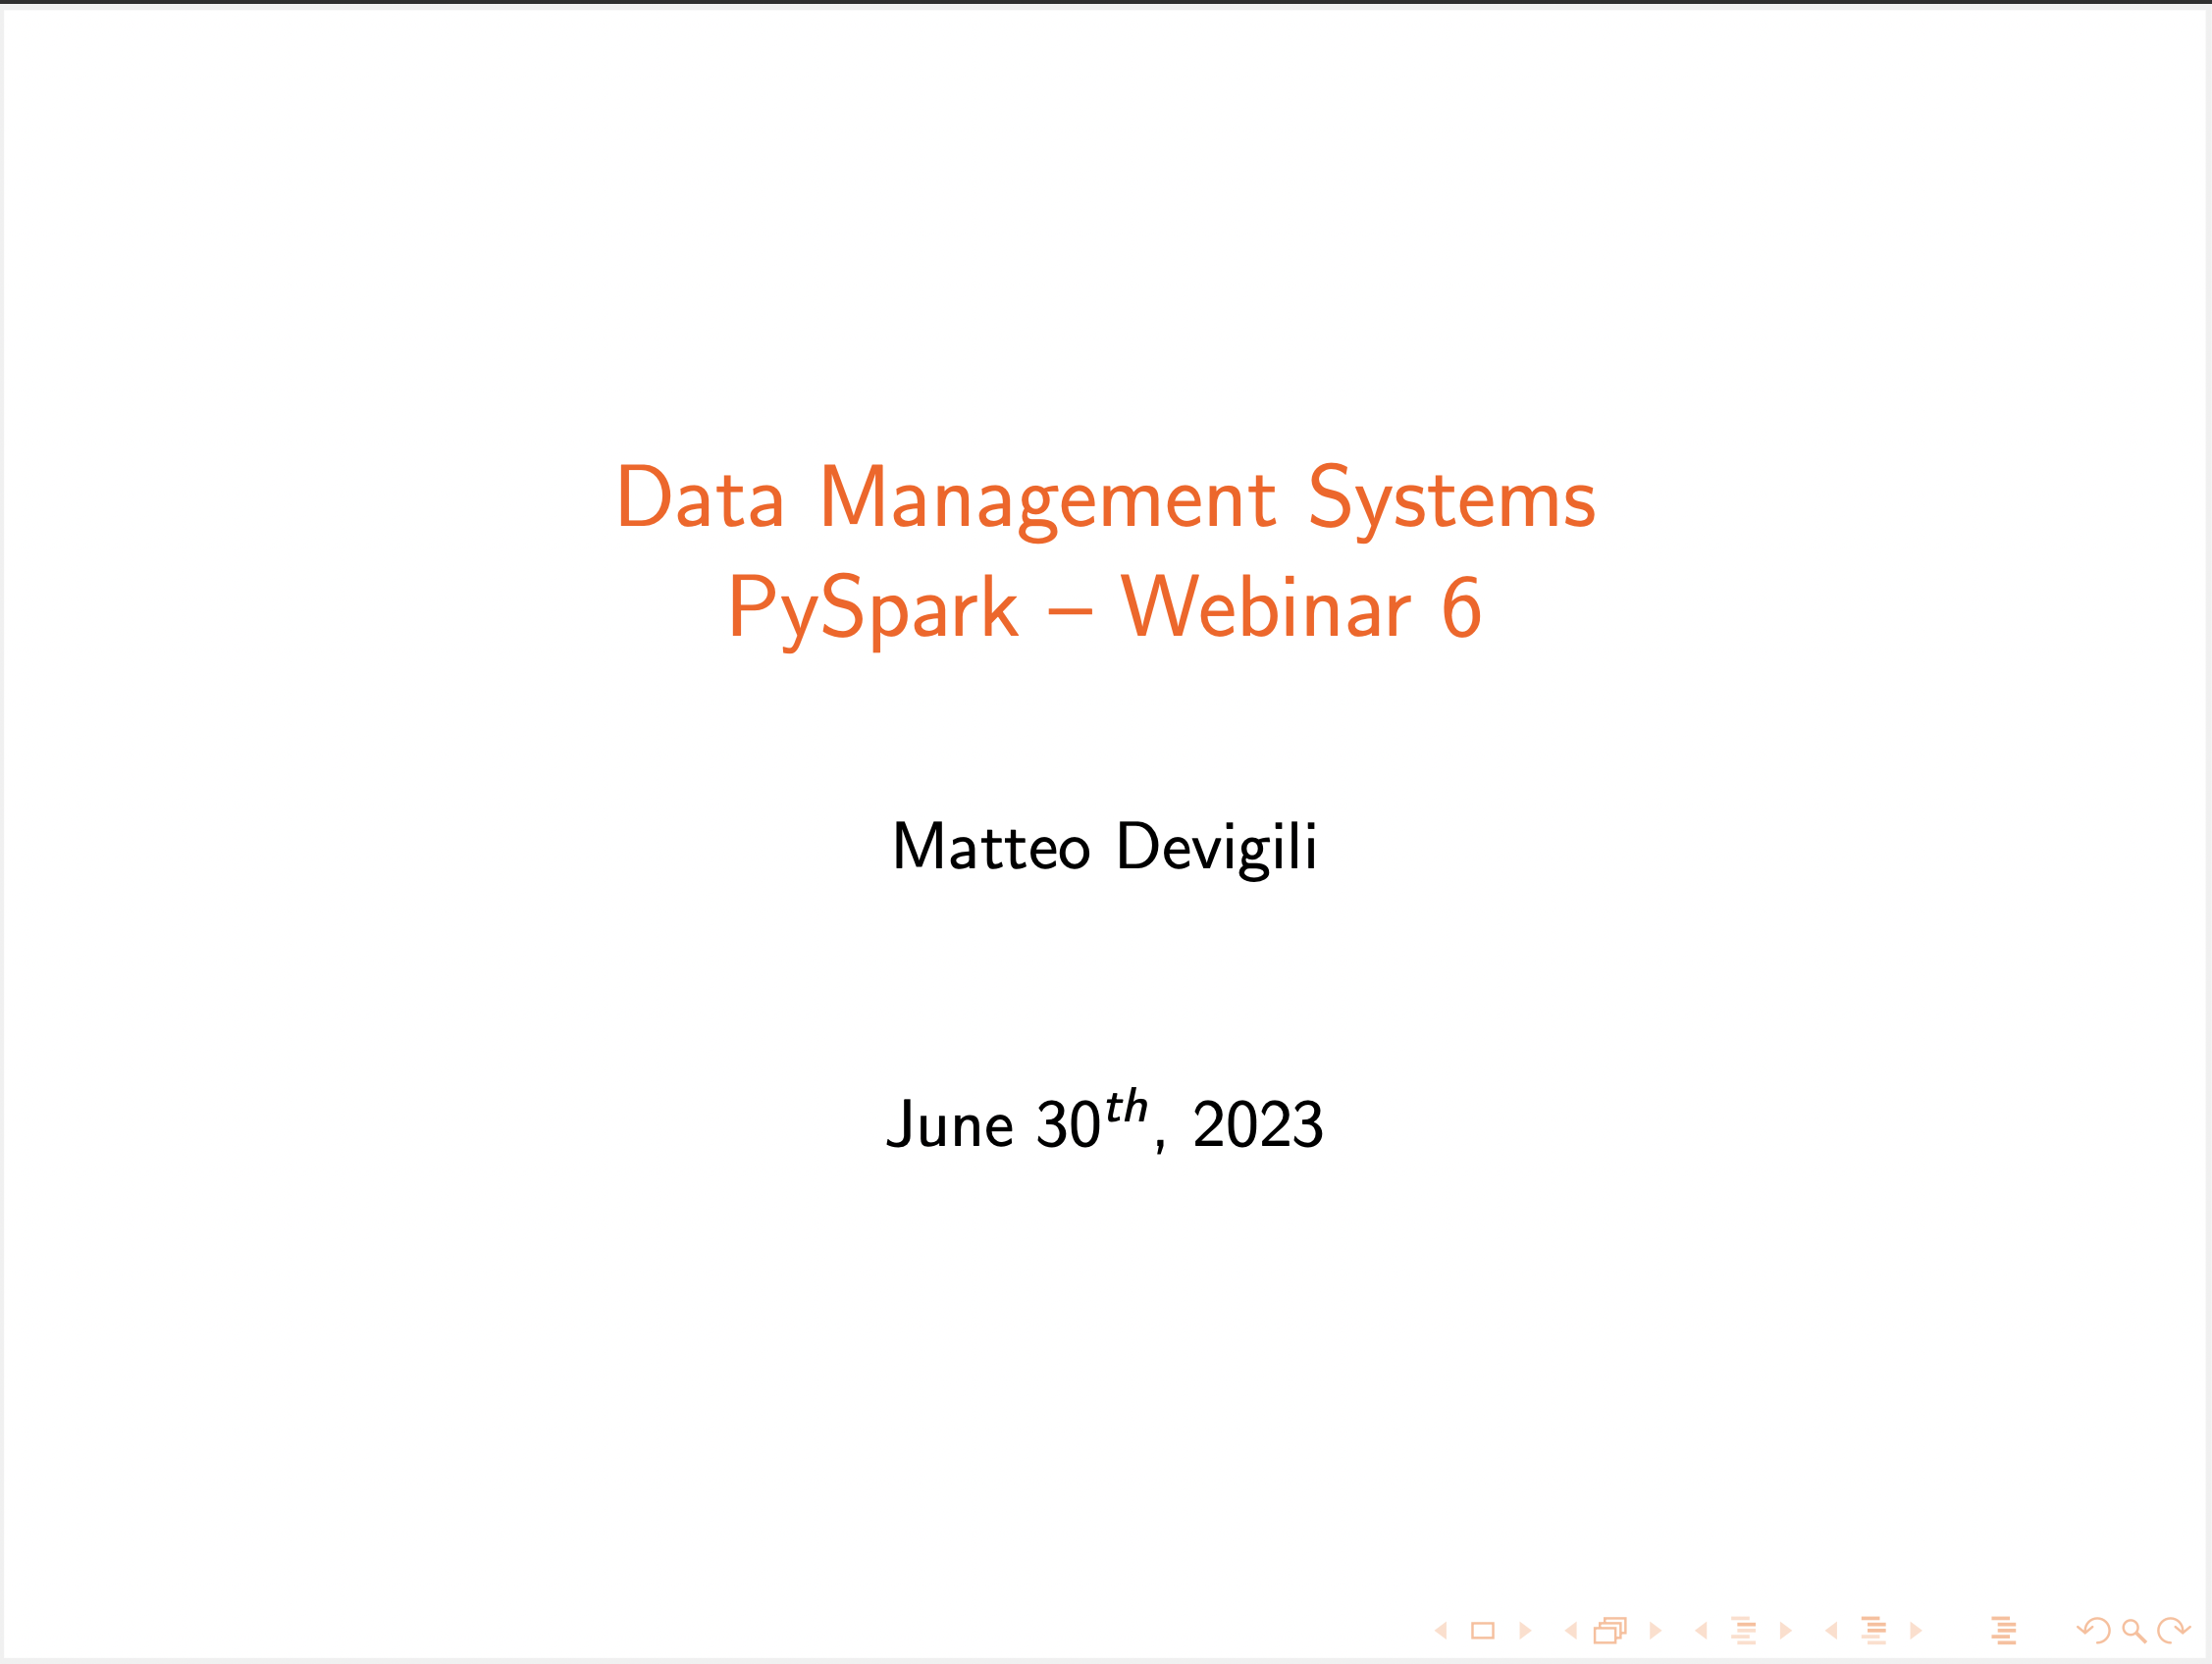 Data Management Systems
PySpark – Webinar 6
Matteo Devigili
June 30th, 2023